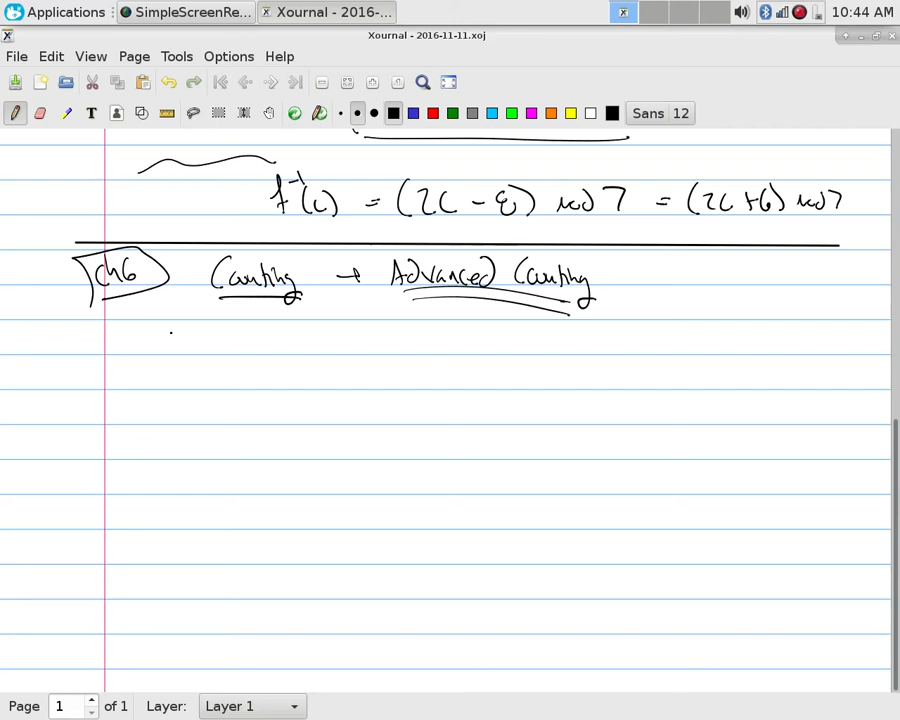 Applications SimpleScreenRe... Xournal - 2016-... 10:44 AM
Xournal - 2016-11-11.xoj
File Edit View Page Tools Options Help
Sans 12
f⁻¹(c) = (2c - 8) mod 7 = (2c + 6) mod 7
Ch6 Counting → Advanced Counting
Page 1 of 1 Layer: Layer 1